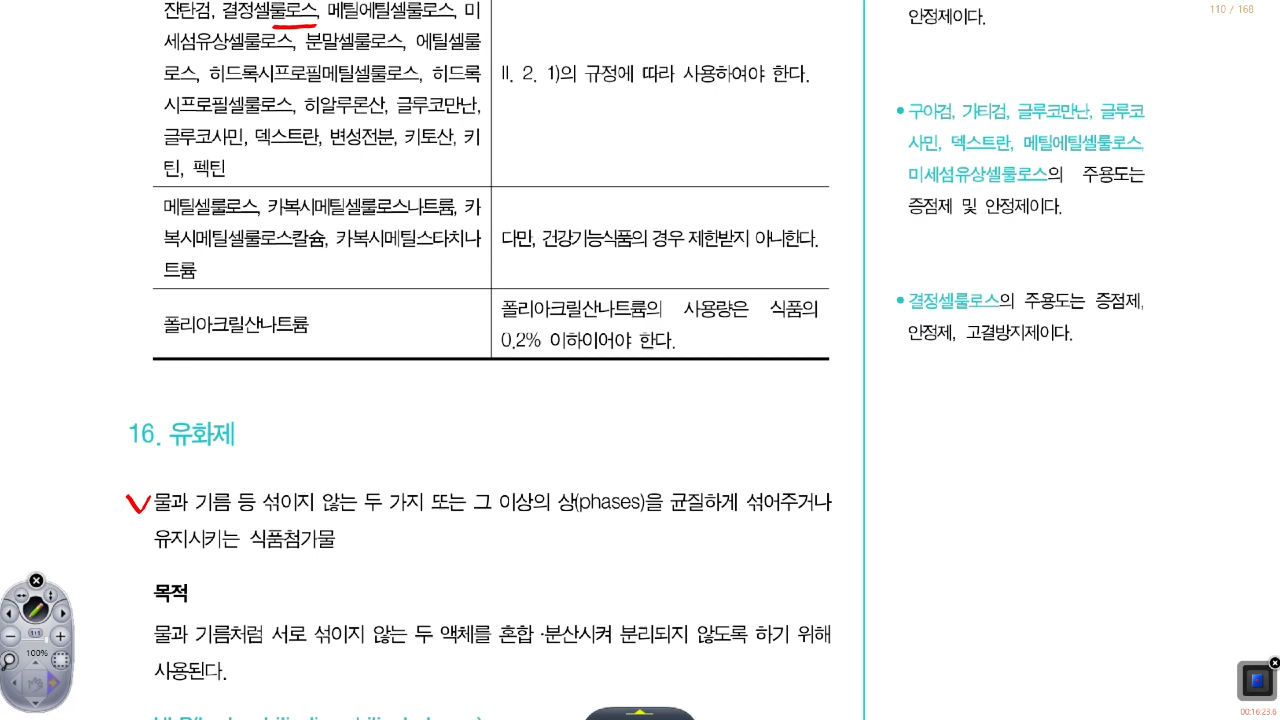 잔탄검, 결정셀룰로스, 메틸에틸셀룰로스, 미
세섬유상셀룰로스, 분말셀룰로스, 에틸셀룰
로스, 히드록시프로필메틸셀룰로스, 히드록
시프로필셀룰로스, 히알루론산, 글루코만난,
글루코사민, 덱스트란, 변성전분, 키토산, 키
틴, 펙틴
Ⅱ. 2. 1)의 규정에 따라 사용하여야 한다.
메틸셀룰로스, 카복시메틸셀룰로스나트륨, 카
복시메틸셀룰로스칼슘, 카복시메틸스타치나
트륨
다만, 건강기능식품의 경우 제한받지 아니한다.
폴리아크릴산나트륨
폴리아크릴산나트륨의 사용량은 식품의
0.2% 이하이어야 한다.
16. 유화제
물과 기름 등 섞이지 않는 두 가지 또는 그 이상의 상(phases)을 균질하게 섞어주거나
유지시키는 식품첨가물
목적
물과 기름처럼 서로 섞이지 않는 두 액체를 혼합 ·분산시켜 분리되지 않도록 하기 위해
사용된다.
110 / 168
안정제이다.
• 구아검, 가티검, 글루코만난, 글루코
사민, 덱스트란, 메틸에틸셀룰로스,
미세섬유상셀룰로스의 주용도는
증점제 및 안정제이다.
• 결정셀룰로스의 주용도는 증점제,
안정제, 고결방지제이다.
1:1
100%
00:16:23.6